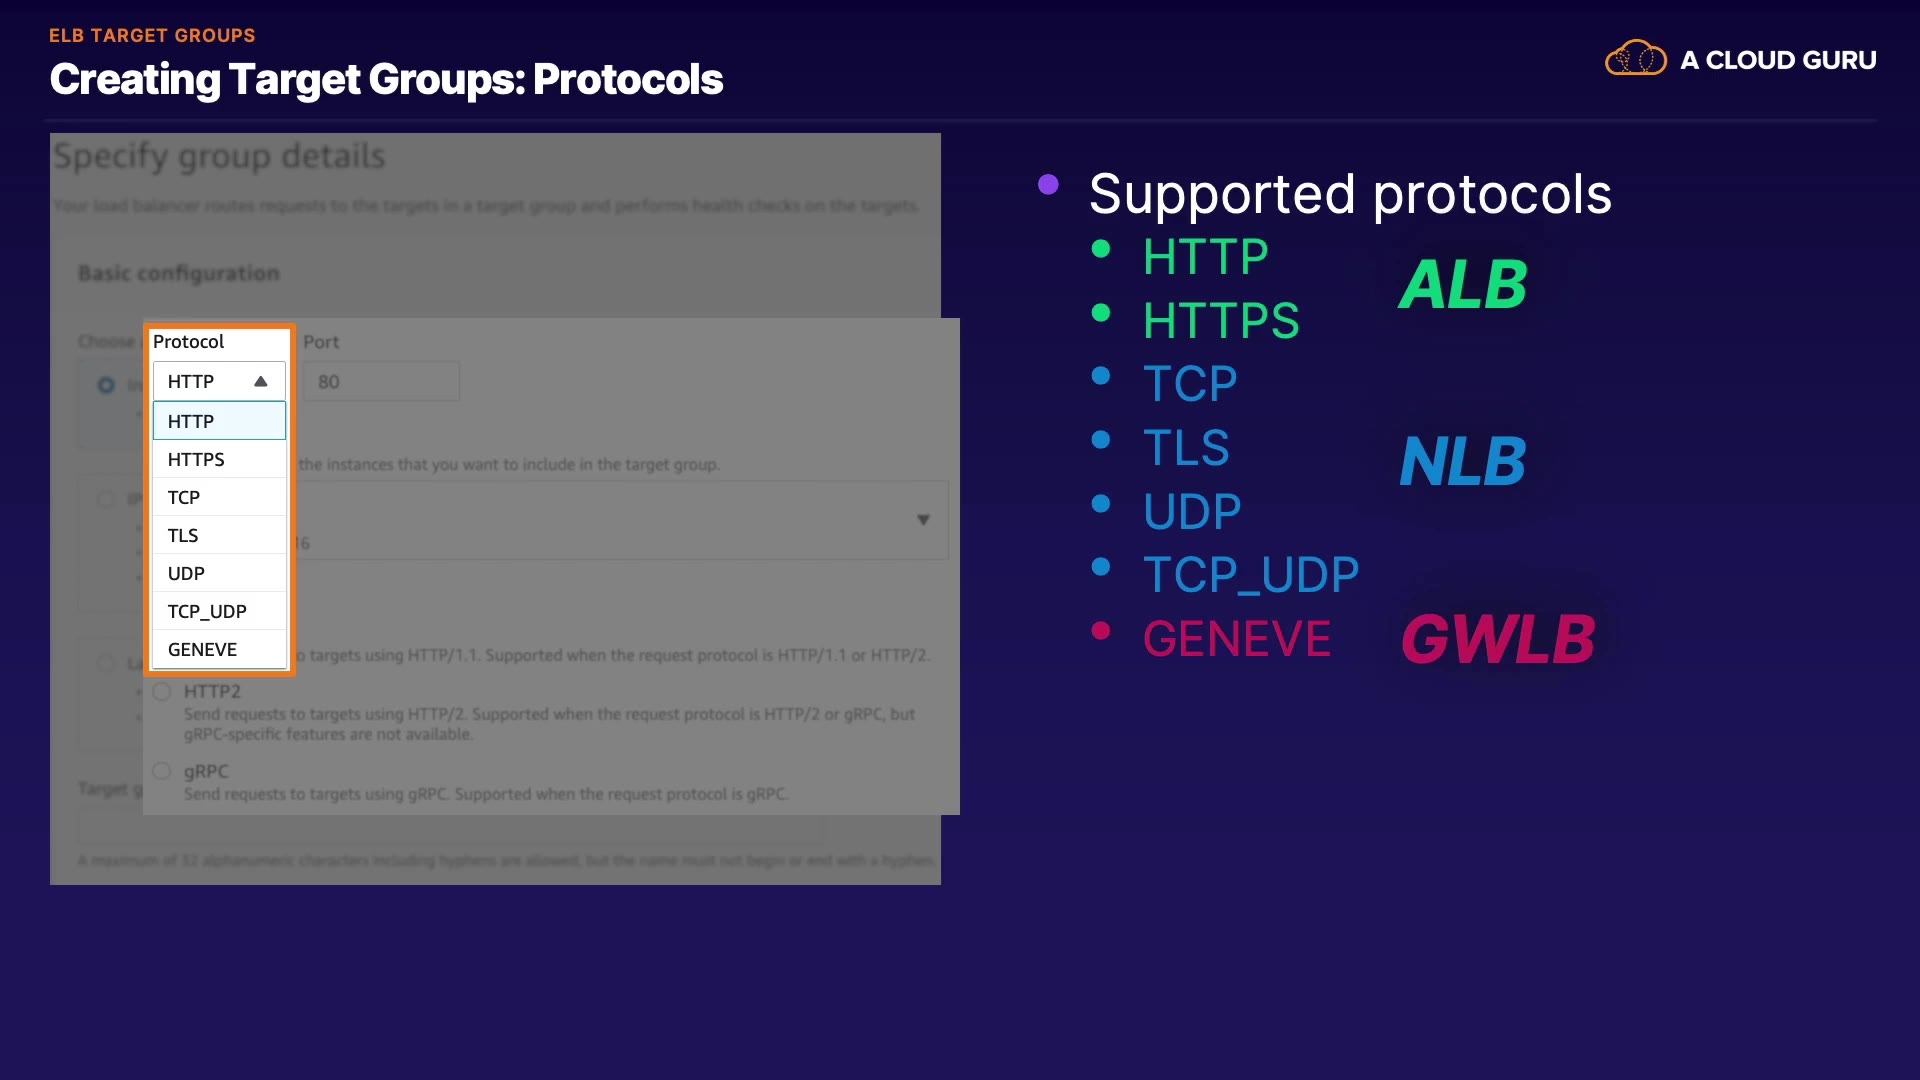 ELB TARGET GROUPS
Creating Target Groups: Protocols
A CLOUD GURU
Specify group details
Your load balancer routes requests to the targets in a target group and performs health checks on the targets.
Basic configuration
Choose
Protocol
Port
HTTP
80
HTTP
HTTPS
the instances that you want to include in the target group.
TCP
TLS
16
UDP
TCP_UDP
GENEVE
o targets using HTTP/1.1. Supported when the request protocol is HTTP/1.1 or HTTP/2.
HTTP2
Send requests to targets using HTTP/2. Supported when the request protocol is HTTP/2 or gRPC, but
gRPC-specific features are not available.
gRPC
Send requests to targets using gRPC. Supported when the request protocol is gRPC.
Target g
A maximum of 32 alphanumeric characters including hyphens are allowed, but the name must not begin or end with a hyphen.
• Supported protocols
• HTTP
• HTTPS
ALB
• TCP
• TLS
• UDP
• TCP_UDP
NLB
• GENEVE
GWLB